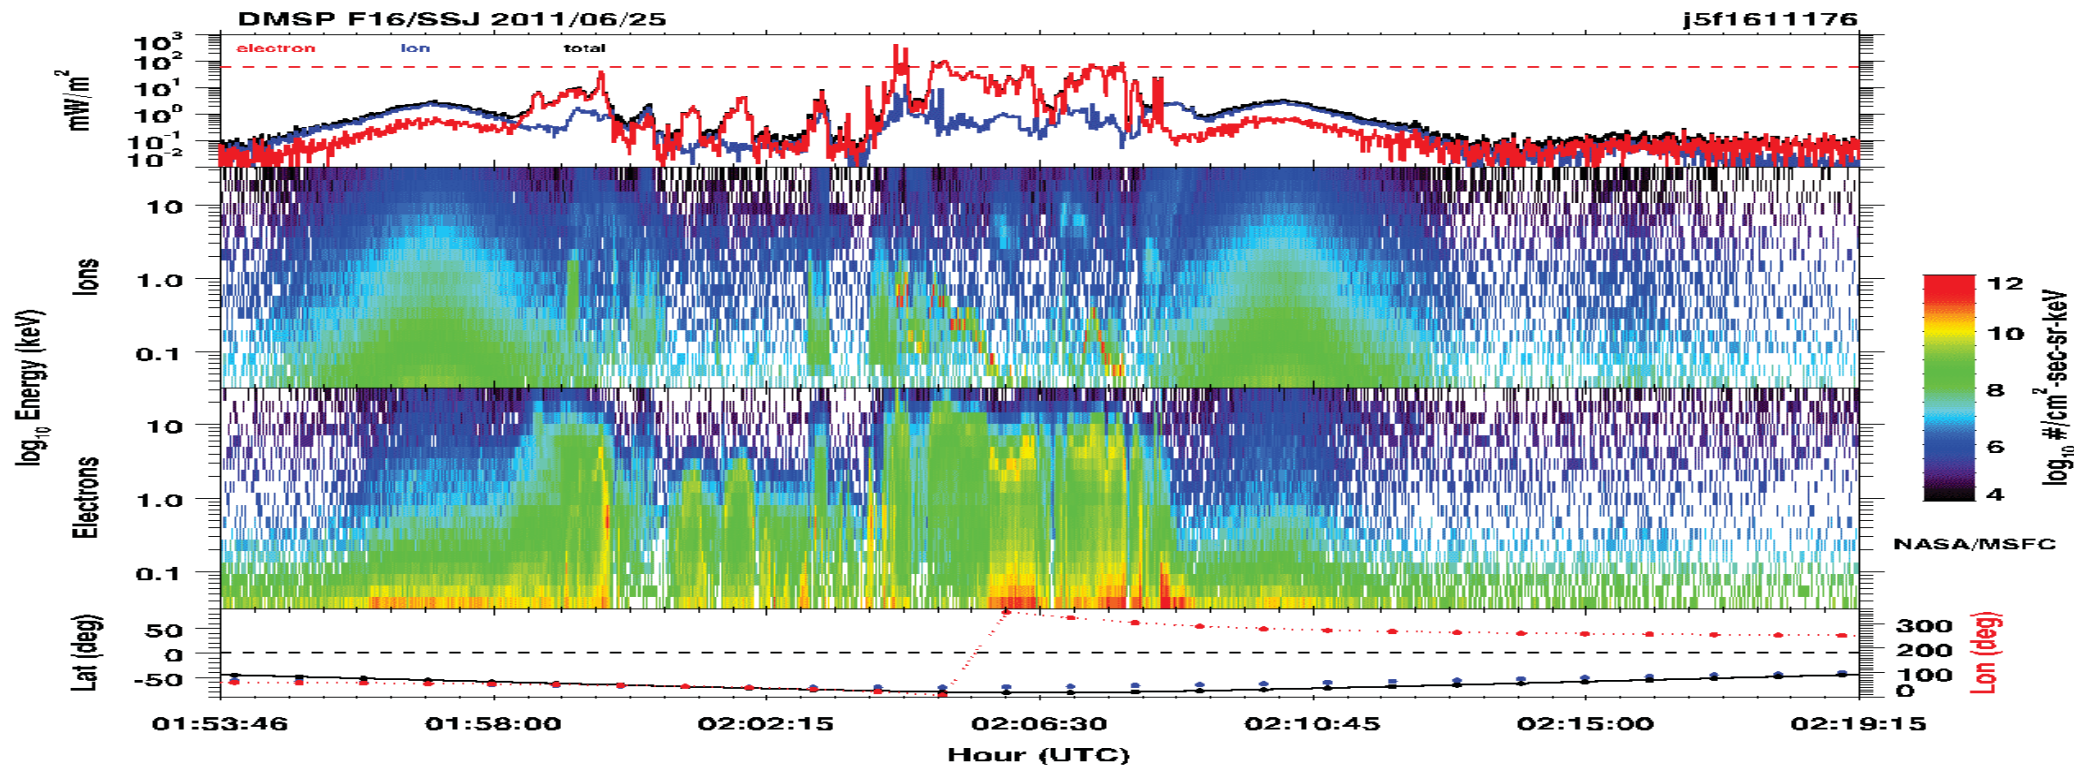 DMSP F16/SSJ 2011/06/25 j5f1611176
electron Ion total
10³
10²
10¹
10⁰
10⁻¹
10⁻²
mW/m²
10
1.0
0.1
Ions
10
1.0
0.1
Electrons
log₁₀ Energy (keV)
50
0
-50
Lat (deg)
300
200
100
0
Lon (deg)
12
10
8
6
4
log₁₀ #/cm²-sec-sr-keV
NASA/MSFC
01:53:46 01:58:00 02:02:15 02:06:30 02:10:45 02:15:00 02:19:15
Hour (UTC)